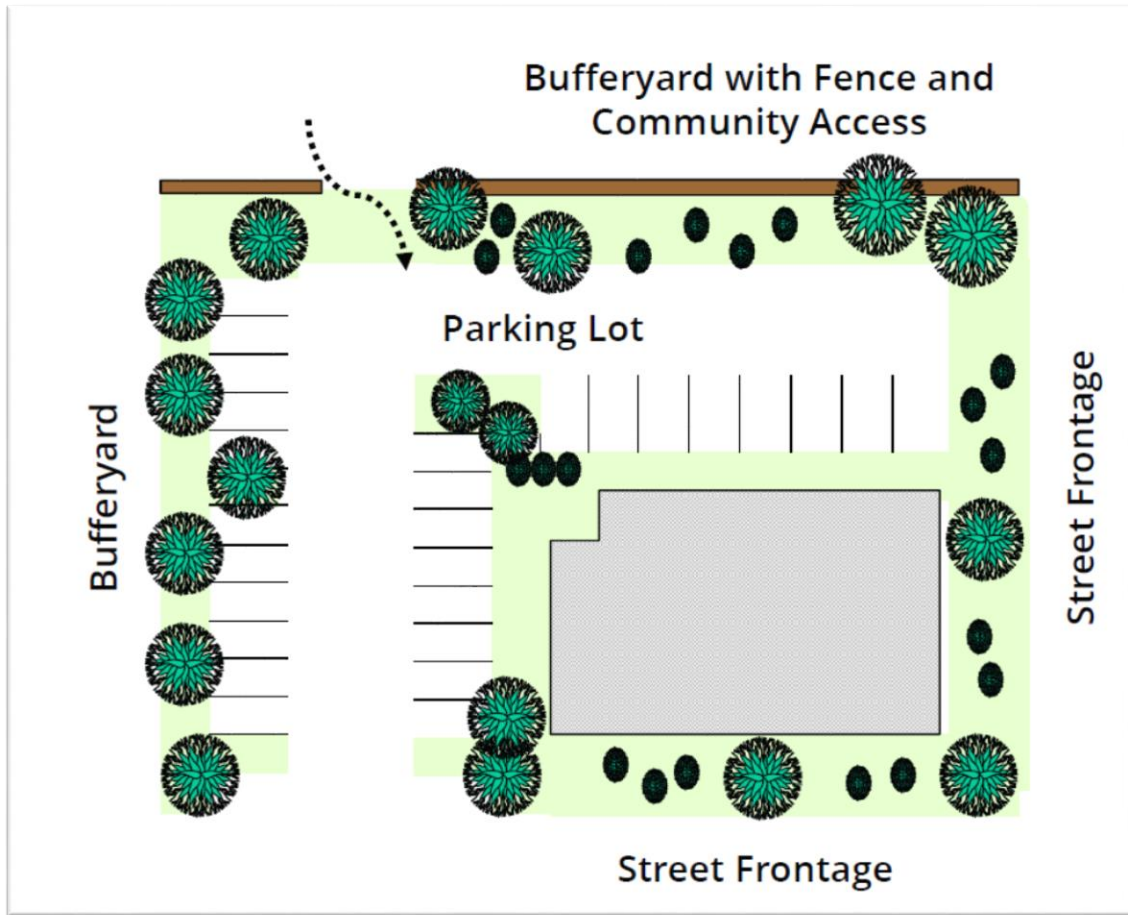 Bufferyard with Fence and
Community Access
Parking Lot
Bufferyard
Street Frontage
Street Frontage